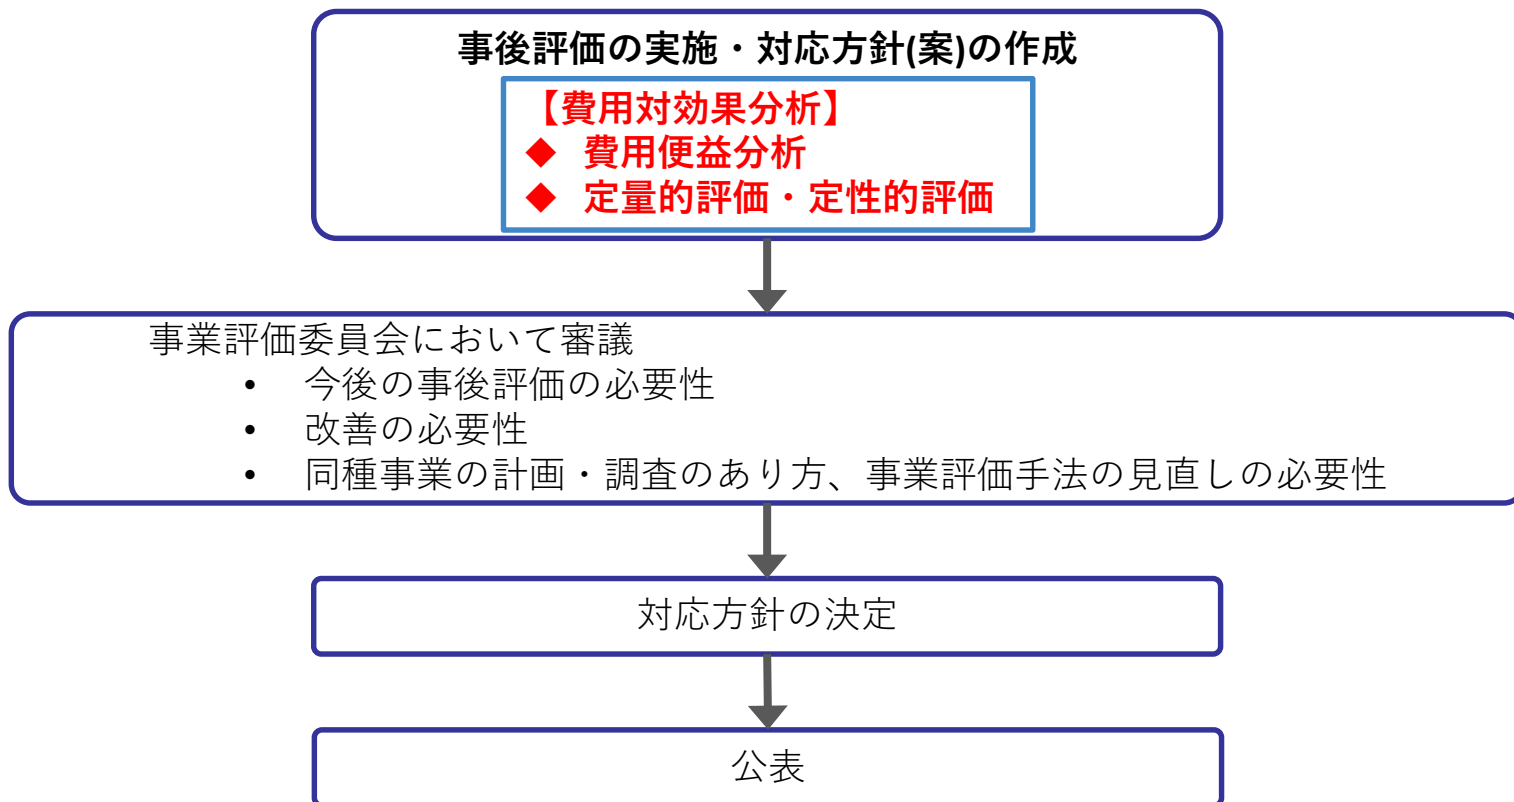 事後評価の実施・対応方針(案)の作成
【費用対効果分析】
◆ 費用便益分析
◆ 定量的評価・定性的評価
事業評価委員会において審議
• 今後の事後評価の必要性
• 改善の必要性
• 同種事業の計画・調査のあり方、事業評価手法の見直しの必要性
対応方針の決定
公表